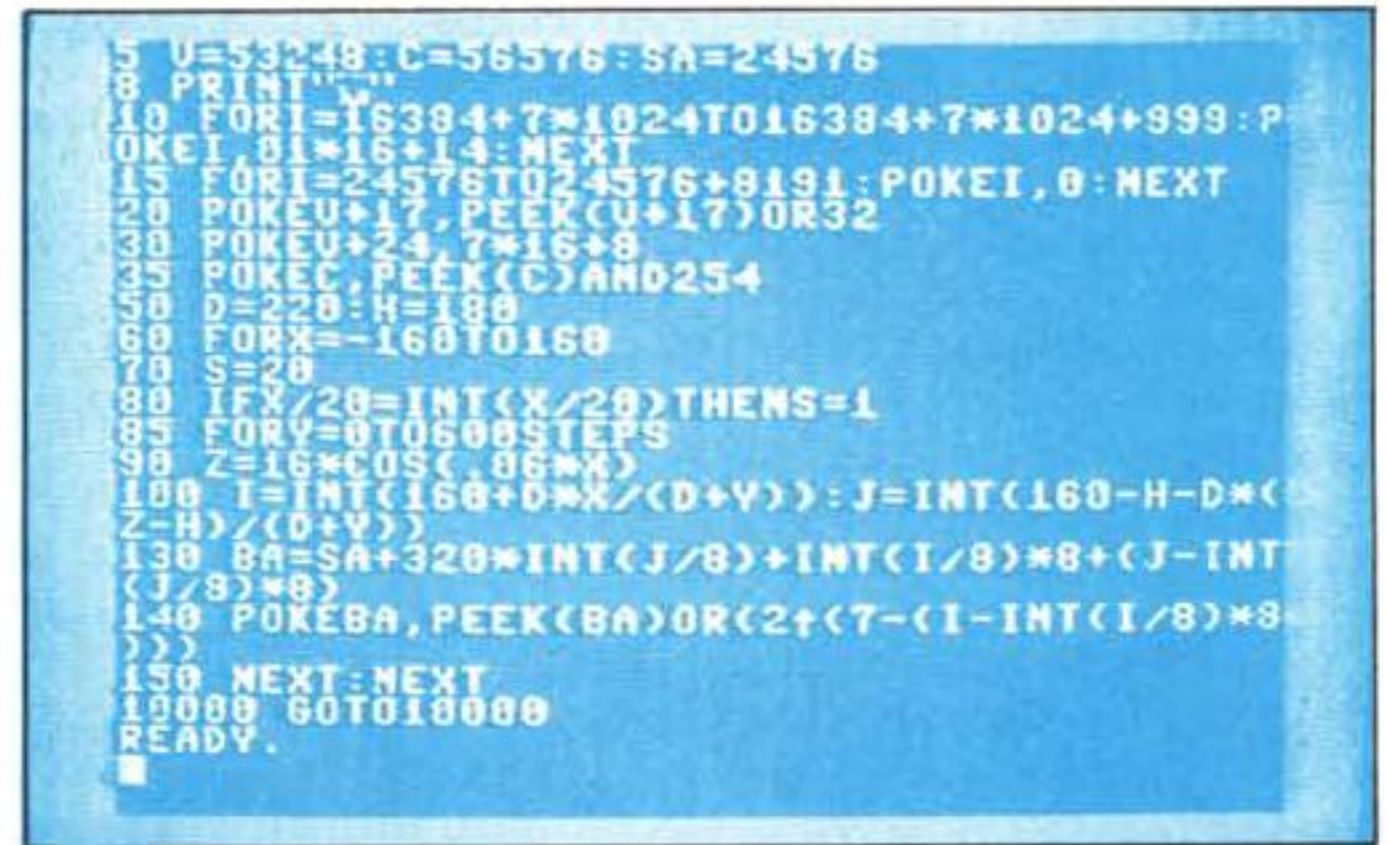 5 V=53248:C=56576:SA=24576
8 PRINT"
10 FORI=16384+7*1024TO16384+7*1024+999:P
OKEI,01*16+14:NEXT
15 FORI=24576TO24576+8191:POKEI,0:NEXT
20 POKEV+17,PEEK(V+17)OR32
30 POKEV+24,7*16+8
35 POKEC,PEEK(C)AND254
50 D=220:H=180
60 FORX=-160TO160
70 S=20
80 IFX/20=INT(X/20)THENS=1
85 FORY=0TO600STEPS
90 Z=16*COS(.06*X)
100 I=INT(160+D*X/(D+Y)):J=INT(160-H-D*(
Z-H)/(D+Y))
130 BA=SA+320*INT(J/8)+INT(I/8)*8+(J-INT
(J/8)*8)
140 POKEBA,PEEK(BA)OR(2↑(7-(I-INT(I/8)*8
)))
150 NEXT:NEXT
10000 GOTO10000
READY.